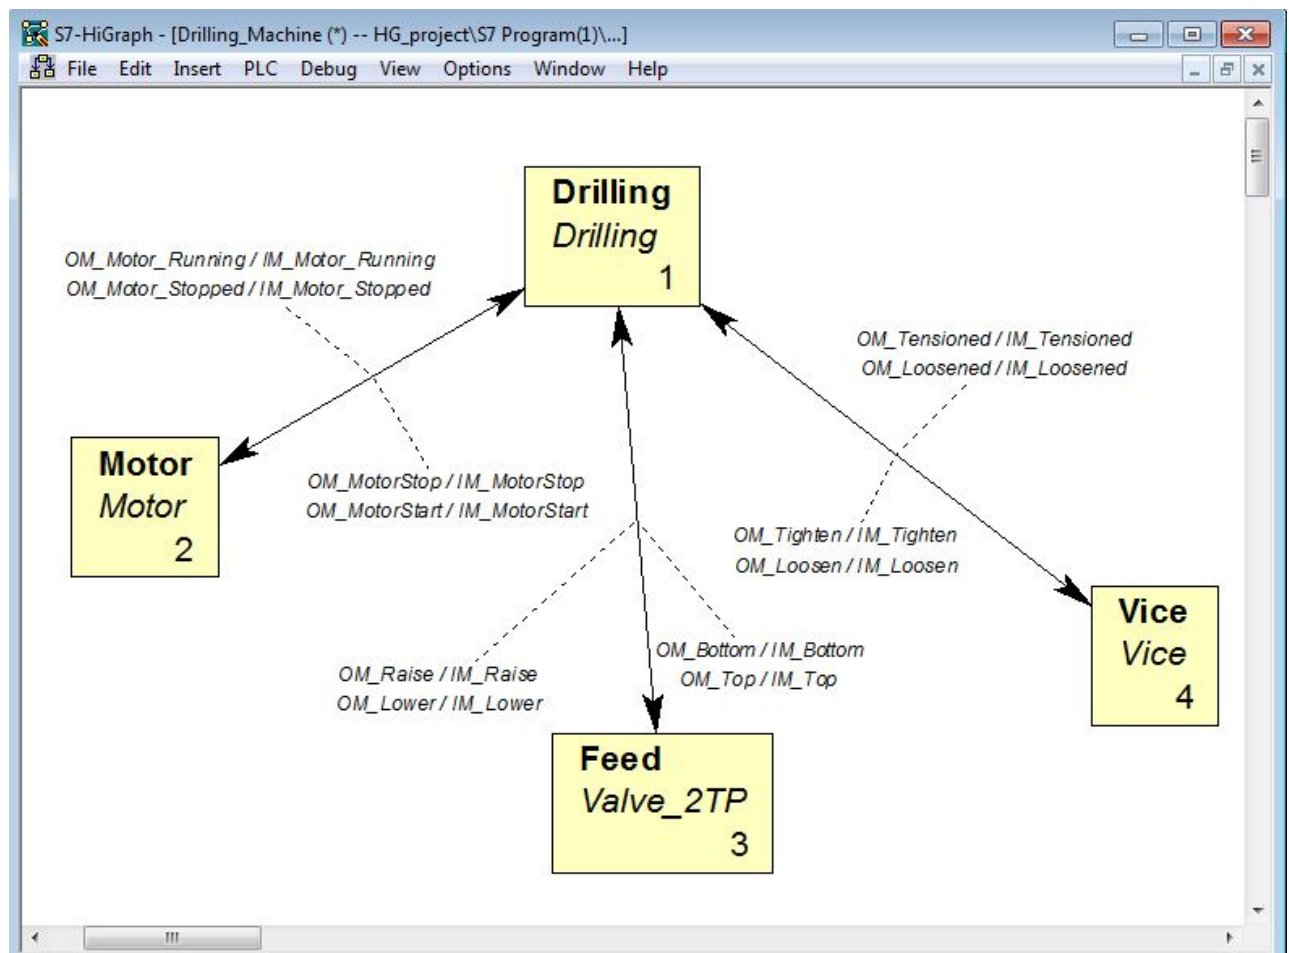 S7-HiGraph - [Drilling_Machine (*) -- HG_project\S7 Program(1)\...]
File Edit Insert PLC Debug View Options Window Help
Drilling
Drilling
1
OM_Motor_Running / IM_Motor_Running
OM_Motor_Stopped / IM_Motor_Stopped
OM_Tensioned / IM_Tensioned
OM_Loosened / IM_Loosened
Motor
Motor
2
OM_MotorStop / IM_MotorStop
OM_MotorStart / IM_MotorStart
OM_Tighten / IM_Tighten
OM_Loosen / IM_Loosen
Vice
Vice
4
OM_Raise / IM_Raise
OM_Lower / IM_Lower
OM_Bottom / IM_Bottom
OM_Top / IM_Top
Feed
Valve_2TP
3